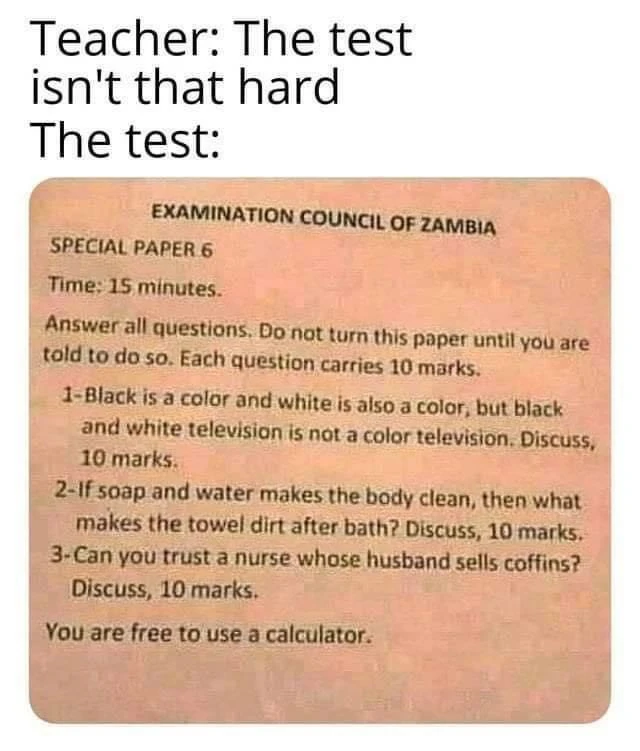 Teacher: The test
isn't that hard
The test:
EXAMINATION COUNCIL OF ZAMBIA
SPECIAL PAPER 6
Time: 15 minutes.
Answer all questions. Do not turn this paper until you are
told to do so. Each question carries 10 marks.
1-Black is a color and white is also a color, but black
and white television is not a color television. Discuss,
10 marks.
2-If soap and water makes the body clean, then what
makes the towel dirt after bath? Discuss, 10 marks.
3-Can you trust a nurse whose husband sells coffins?
Discuss, 10 marks.
You are free to use a calculator.